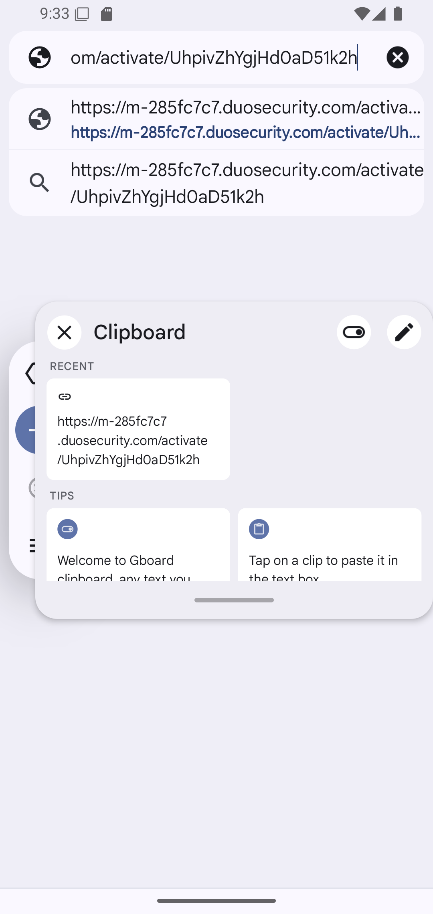 9:33
om/activate/UhpivZhYgjHd0aD51k2h
https://m-285fc7c7.duosecurity.com/activa...
https://m-285fc7c7.duosecurity.com/activate/Uh...
https://m-285fc7c7.duosecurity.com/activate
/UhpivZhYgjHd0aD51k2h
Clipboard
RECENT
https://m-285fc7c7
.duosecurity.com/activate
/UhpivZhYgjHd0aD51k2h
TIPS
Welcome to Gboard
clipboard, any text you
Tap on a clip to paste it in
the text box